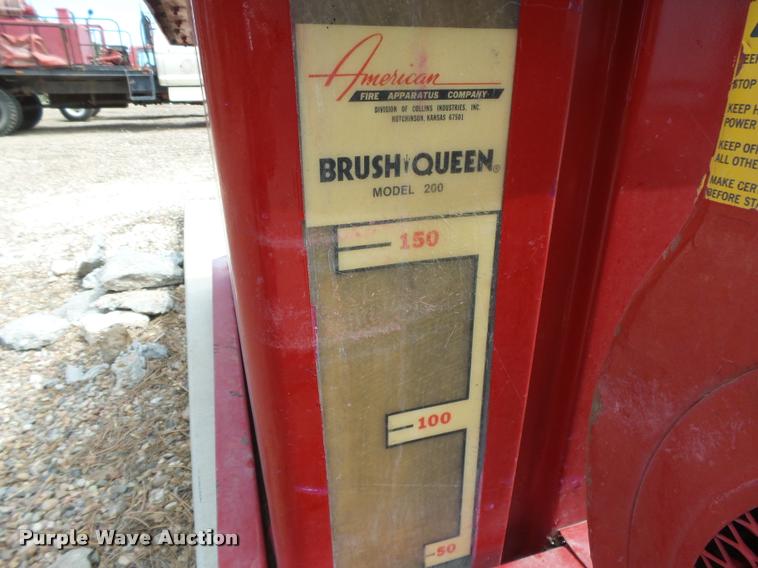 American
FIRE APPARATUS COMPANY
DIVISION OF COLLINS INDUSTRIES, INC.
HUTCHINSON, KANSAS 67501
BRUSH QUEEN®
MODEL 200
150
100
50
STOP
KEEP H
POWER
KEEP OF
ALL OTHE
MAKE CER
BEFORE STA
Purple Wave Auction®